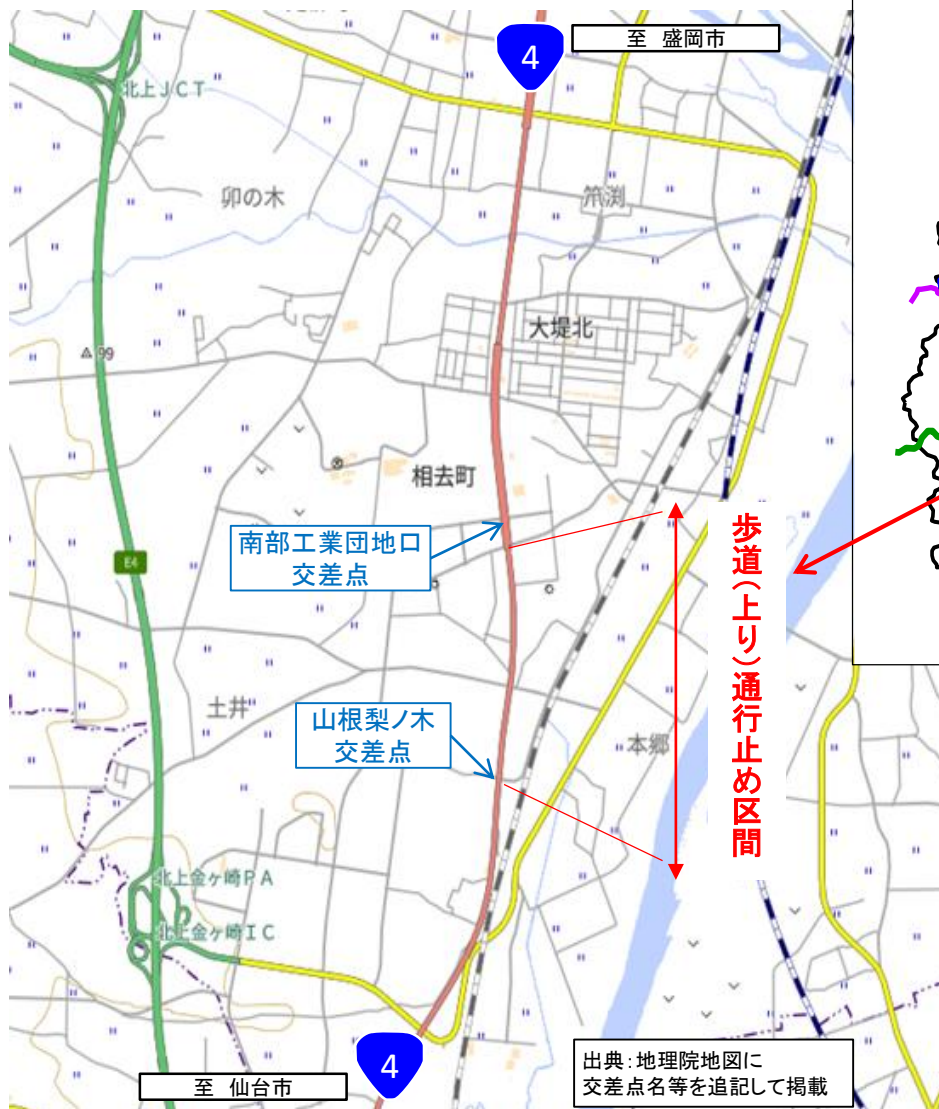 4
至 盛岡市
北上JCT
卯の木
笊渕
大堤北
99
相去町
南部工業団地口
交差点
E4
歩道(上り)通行止め区間
土井
山根梨ノ木
交差点
本郷
北上金ヶ崎PA
北上金ヶ崎IC
4
至 仙台市
出典:地理院地図に
交差点名等を追記して掲載